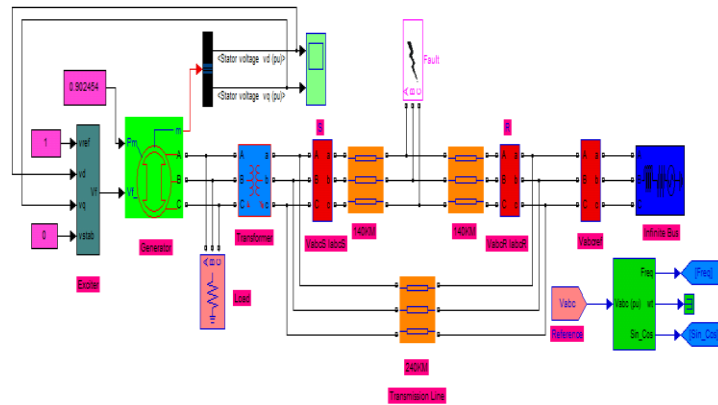 <Stator voltage vd (pu)>
<Stator voltage vq (pu)>
Fault
A B C
0.902454
1
vref
vd
vq
vstab
Vf
0
Exciter
Pm
Vf_
m
A
B
C
Generator
A a
B b
C c
Transformer
A B C
Load
S
A a
B b
C c
VabcS IabcS
140KM
140KM
R
A a
B b
C c
VabcR IabcR
A a
B b
C c
Vabcref
Infinite Bus
240KM
Transmission Line
Vabc
Reference
Vabc (pu)
Freq
wt
Sin_Cos
[Freq]
[Sin_Cos]